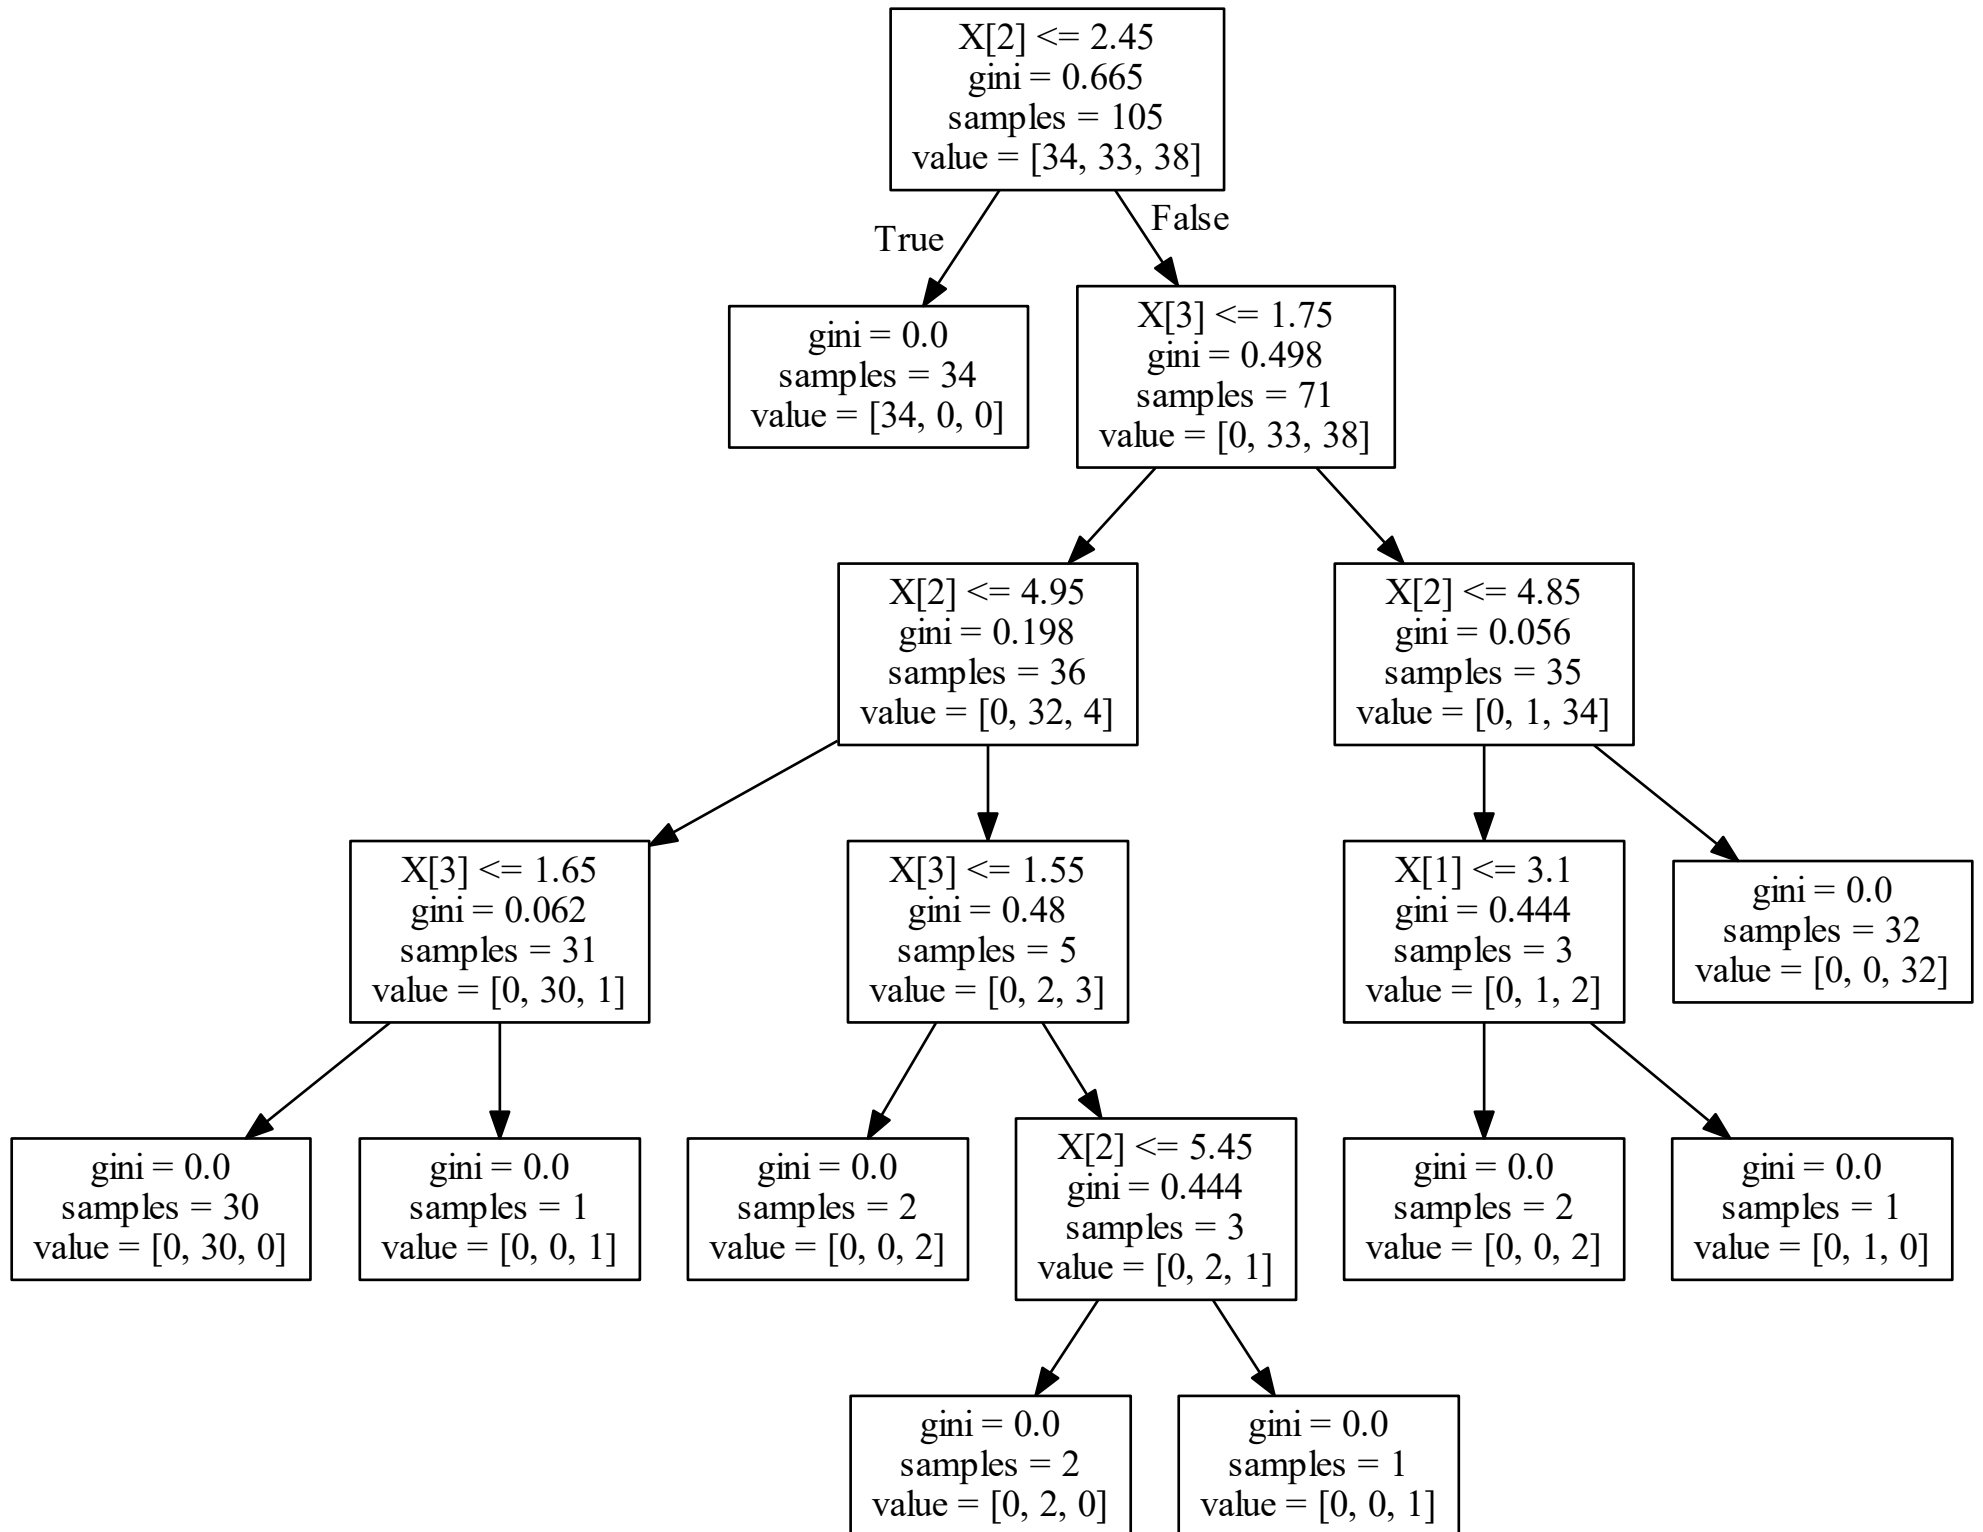 X[2] <= 2.45
gini = 0.665
samples = 105
value = [34, 33, 38]
True
False
gini = 0.0
samples = 34
value = [34, 0, 0]
X[3] <= 1.75
gini = 0.498
samples = 71
value = [0, 33, 38]
X[2] <= 4.95
gini = 0.198
samples = 36
value = [0, 32, 4]
X[2] <= 4.85
gini = 0.056
samples = 35
value = [0, 1, 34]
X[3] <= 1.65
gini = 0.062
samples = 31
value = [0, 30, 1]
X[3] <= 1.55
gini = 0.48
samples = 5
value = [0, 2, 3]
X[1] <= 3.1
gini = 0.444
samples = 3
value = [0, 1, 2]
gini = 0.0
samples = 32
value = [0, 0, 32]
gini = 0.0
samples = 30
value = [0, 30, 0]
gini = 0.0
samples = 1
value = [0, 0, 1]
gini = 0.0
samples = 2
value = [0, 0, 2]
X[2] <= 5.45
gini = 0.444
samples = 3
value = [0, 2, 1]
gini = 0.0
samples = 2
value = [0, 0, 2]
gini = 0.0
samples = 1
value = [0, 1, 0]
gini = 0.0
samples = 2
value = [0, 2, 0]
gini = 0.0
samples = 1
value = [0, 0, 1]